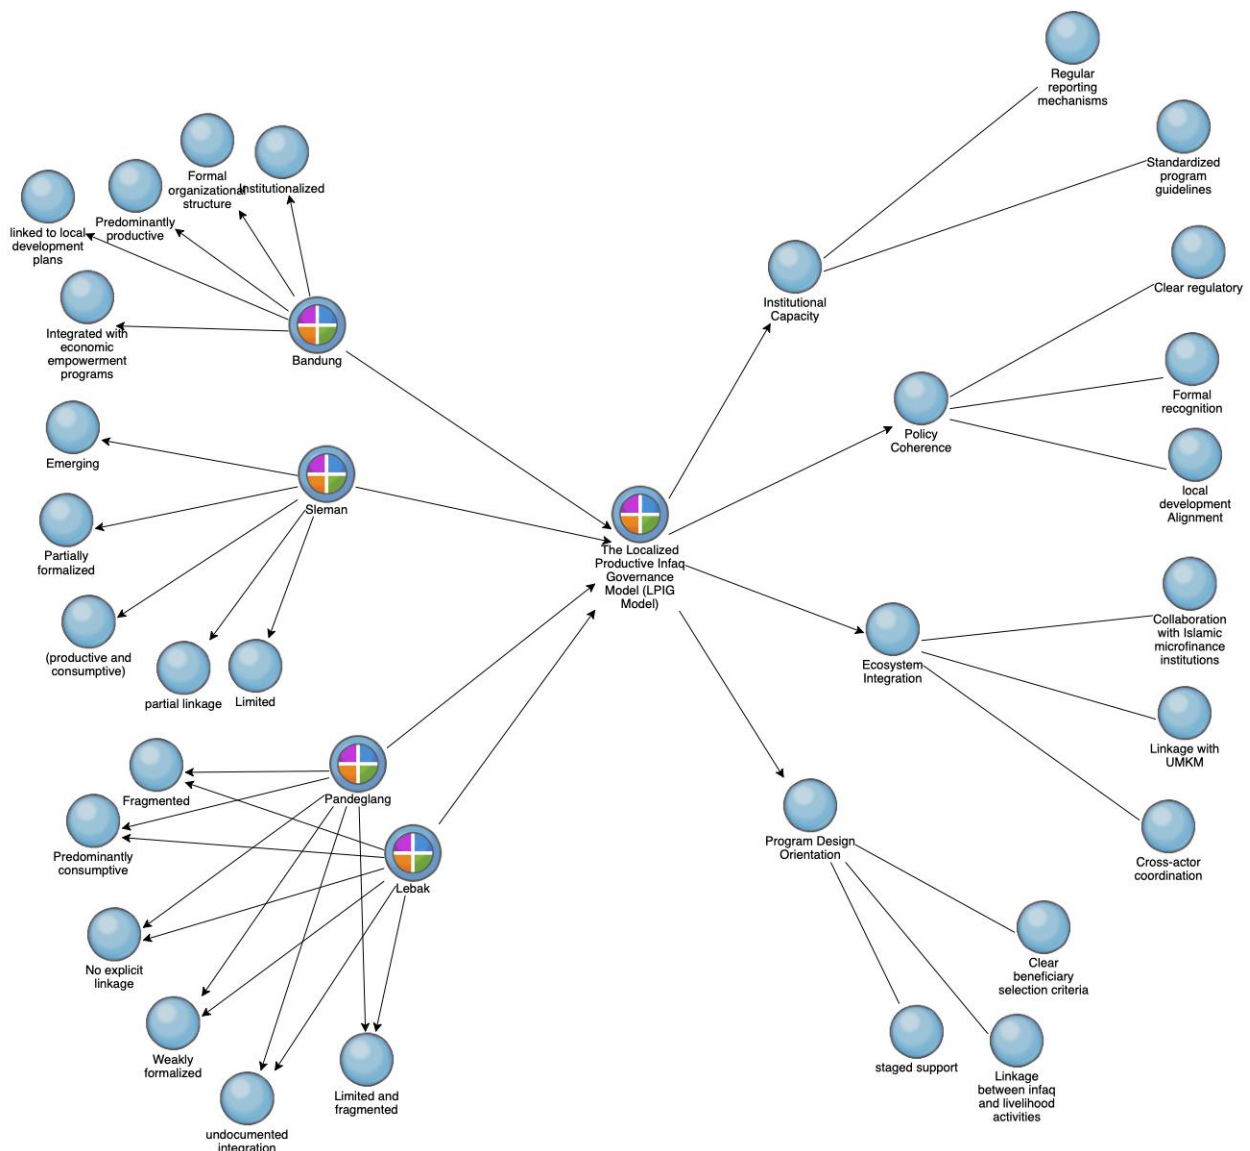 Regular
reporting
mechanisms
Standardized
program
guidelines
Formal
organizational
structure
Institutionalized
Predominantly
productive
linked to local
development
plans
Integrated with
economic
empowerment
programs
Bandung
Institutional
Capacity
Clear regulatory
Formal
recognition
Policy
Coherence
local
development
Alignment
Emerging
Sleman
Partially
formalized
(productive and
consumptive)
partial linkage
Limited
The Localized
Productive Infaq
Governance
Model (LPIG
Model)
Collaboration
with Islamic
microfinance
institutions
Ecosystem
Integration
Linkage with
UMKM
Cross-actor
coordination
Fragmented
Pandeglang
Predominantly
consumptive
Lebak
Program Design
Orientation
No explicit
linkage
Weakly
formalized
undocumented
integration
Limited and
fragmented
Clear
beneficiary
selection criteria
staged support
Linkage
between infaq
and livelihood
activities